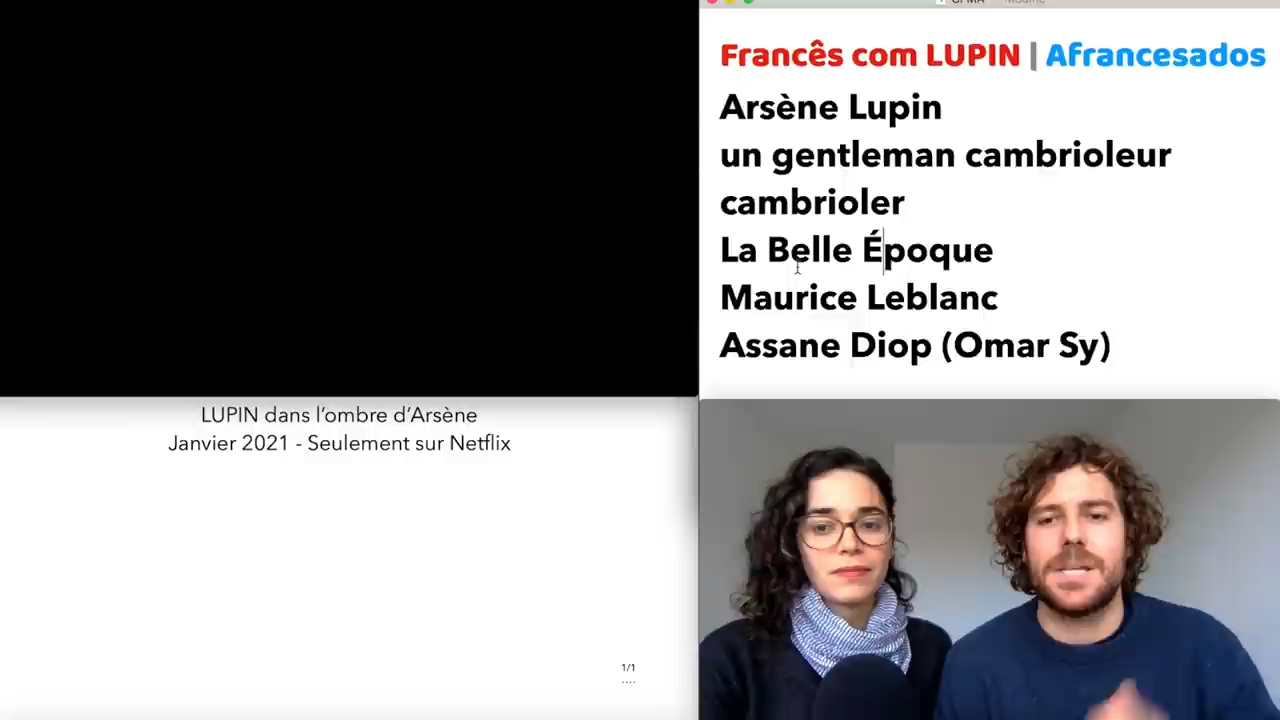 Francês com LUPIN | Afrancesados
Arsène Lupin
un gentleman cambrioleur
cambrioler
La Belle Époque
Maurice Leblanc
Assane Diop (Omar Sy)
LUPIN dans l’ombre d’Arsène
Janvier 2021 - Seulement sur Netflix
1/1